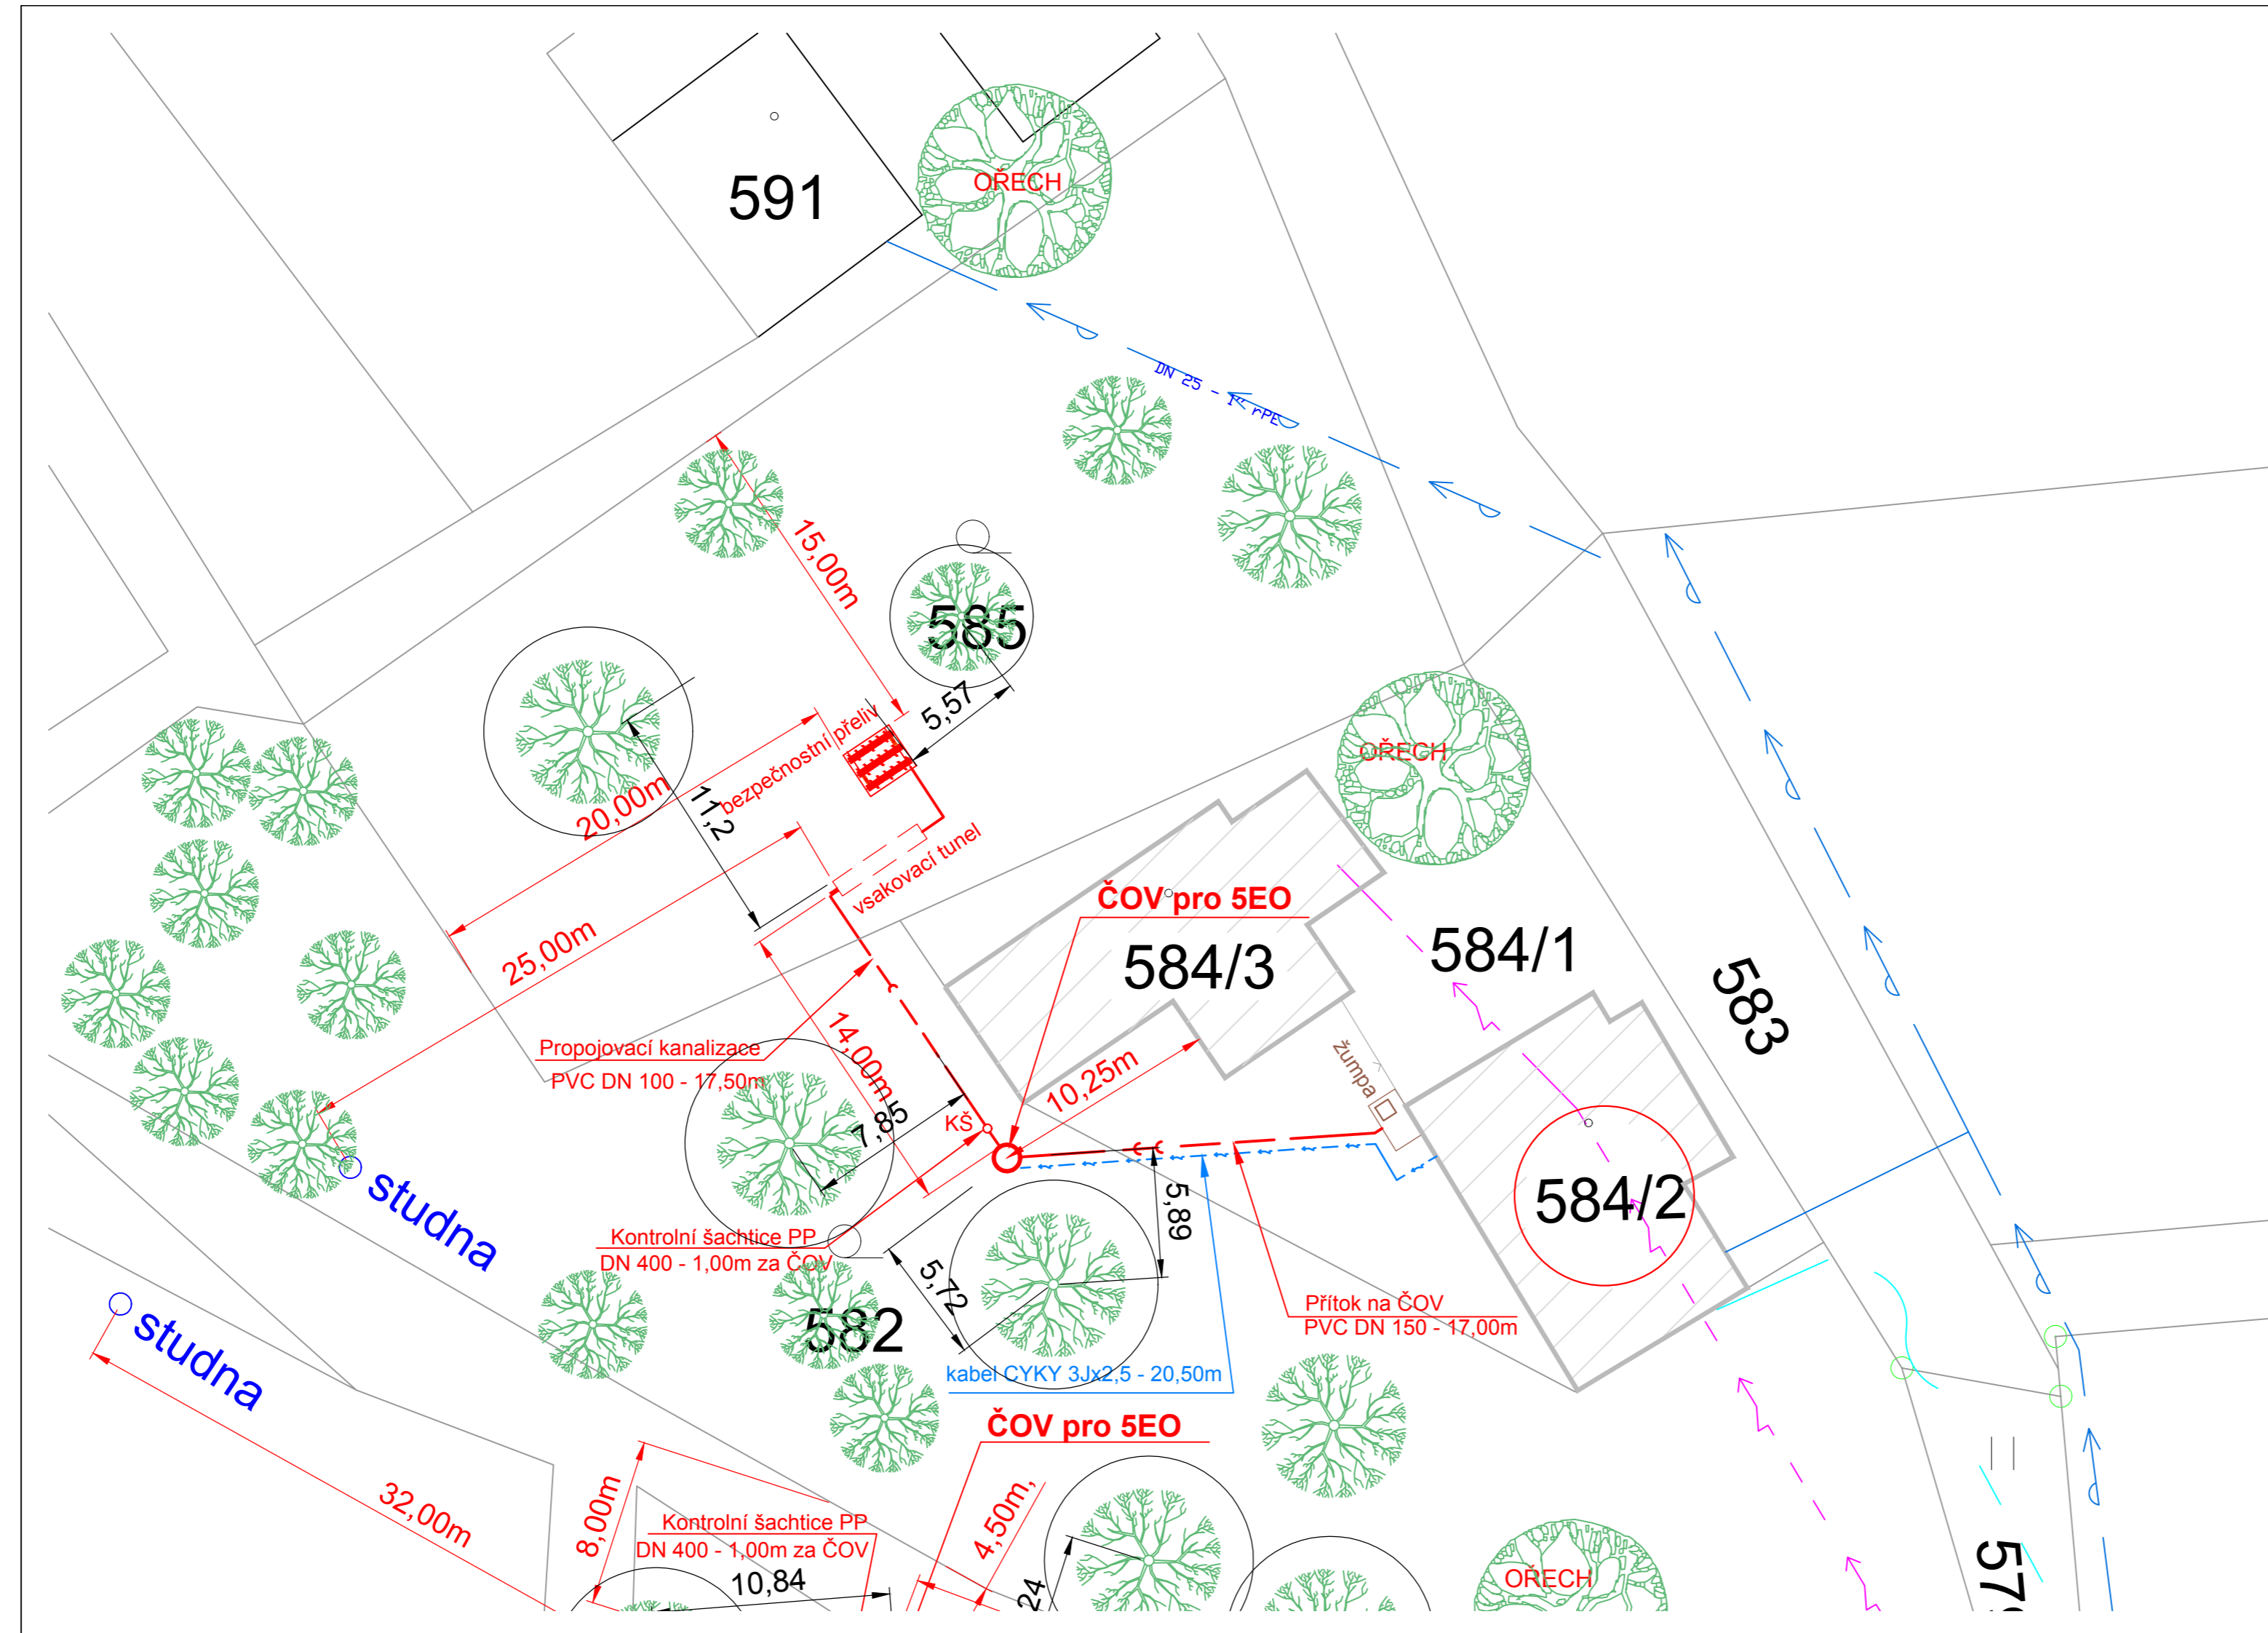 591
OŘECH
DN 25 - 1" rPE
15,00m
585
5,57
bezpečnostní přeliv
20,00m
11,2
OŘECH
vsakovací tunel
25,00m
ČOV pro 5EO
584/3
584/1
583
Propojovací kanalizace
PVC DN 100 - 17,50m
14,00m
10,25m
žumpa
7,85
KŠ
studna
5,89
584/2
Kontrolní šachtice PP
DN 400 - 1,00m za ČOV
5,72
582
Přítok na ČOV
PVC DN 150 - 17,00m
studna
kabel CYKY 3Jx2,5 - 20,50m
ČOV pro 5EO
32,00m
8,00m
Kontrolní šachtice PP
DN 400 - 1,00m za ČOV
10,84
4,50m,
24
OŘECH